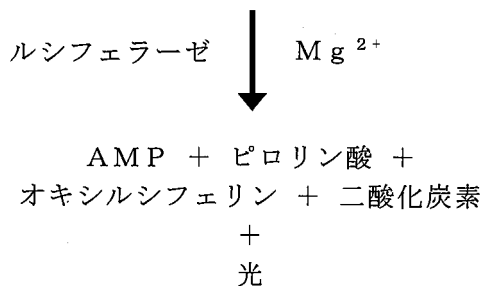 ルシフェラーゼ Mg²⁺
AMP + ピロリン酸 +
オキシルシフェリン + 二酸化炭素
+
光